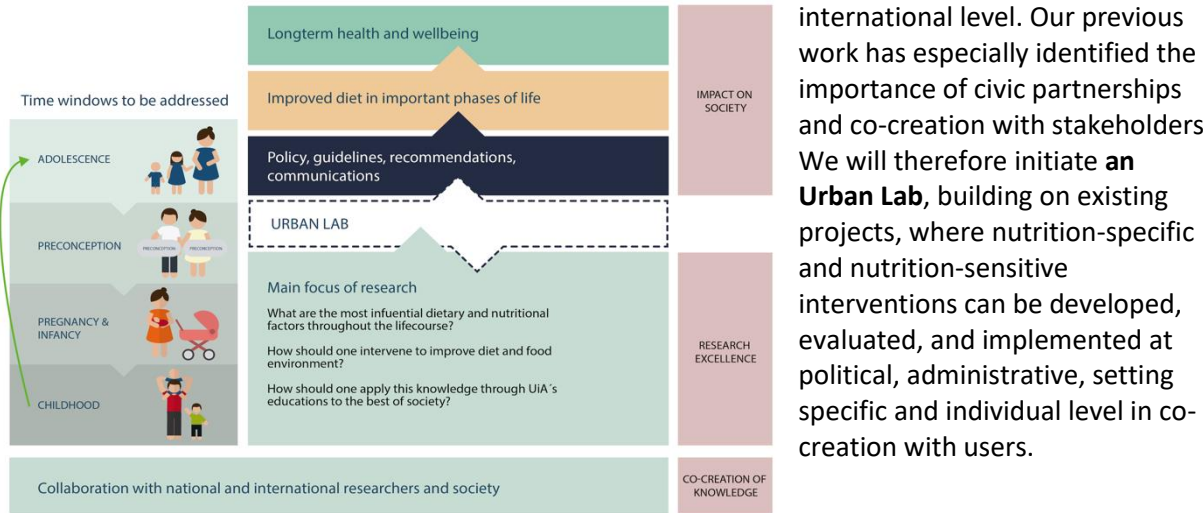 Time windows to be addressed
ADOLESCENCE
PRECONCEPTION
PRECONCEPTION
PRECONCEPTION
PREGNANCY &
INFANCY
CHILDHOOD
Longterm health and wellbeing
Improved diet in important phases of life
Policy, guidelines, recommendations,
communications
URBAN LAB
Main focus of research
What are the most infuential dietary and nutritional
factors throughout the lifecourse?
How should one intervene to improve diet and food
environment?
How should one apply this knowledge through UiA´s
educations to the best of society?
IMPACT ON
SOCIETY
RESEARCH
EXCELLENCE
Collaboration with national and international researchers and society
CO-CREATION OF
KNOWLEDGE
international level. Our previous
work has especially identified the
importance of civic partnerships
and co-creation with stakeholders
We will therefore initiate an
Urban Lab, building on existing
projects, where nutrition-specific
and nutrition-sensitive
interventions can be developed,
evaluated, and implemented at
political, administrative, setting
specific and individual level in co-
creation with users.